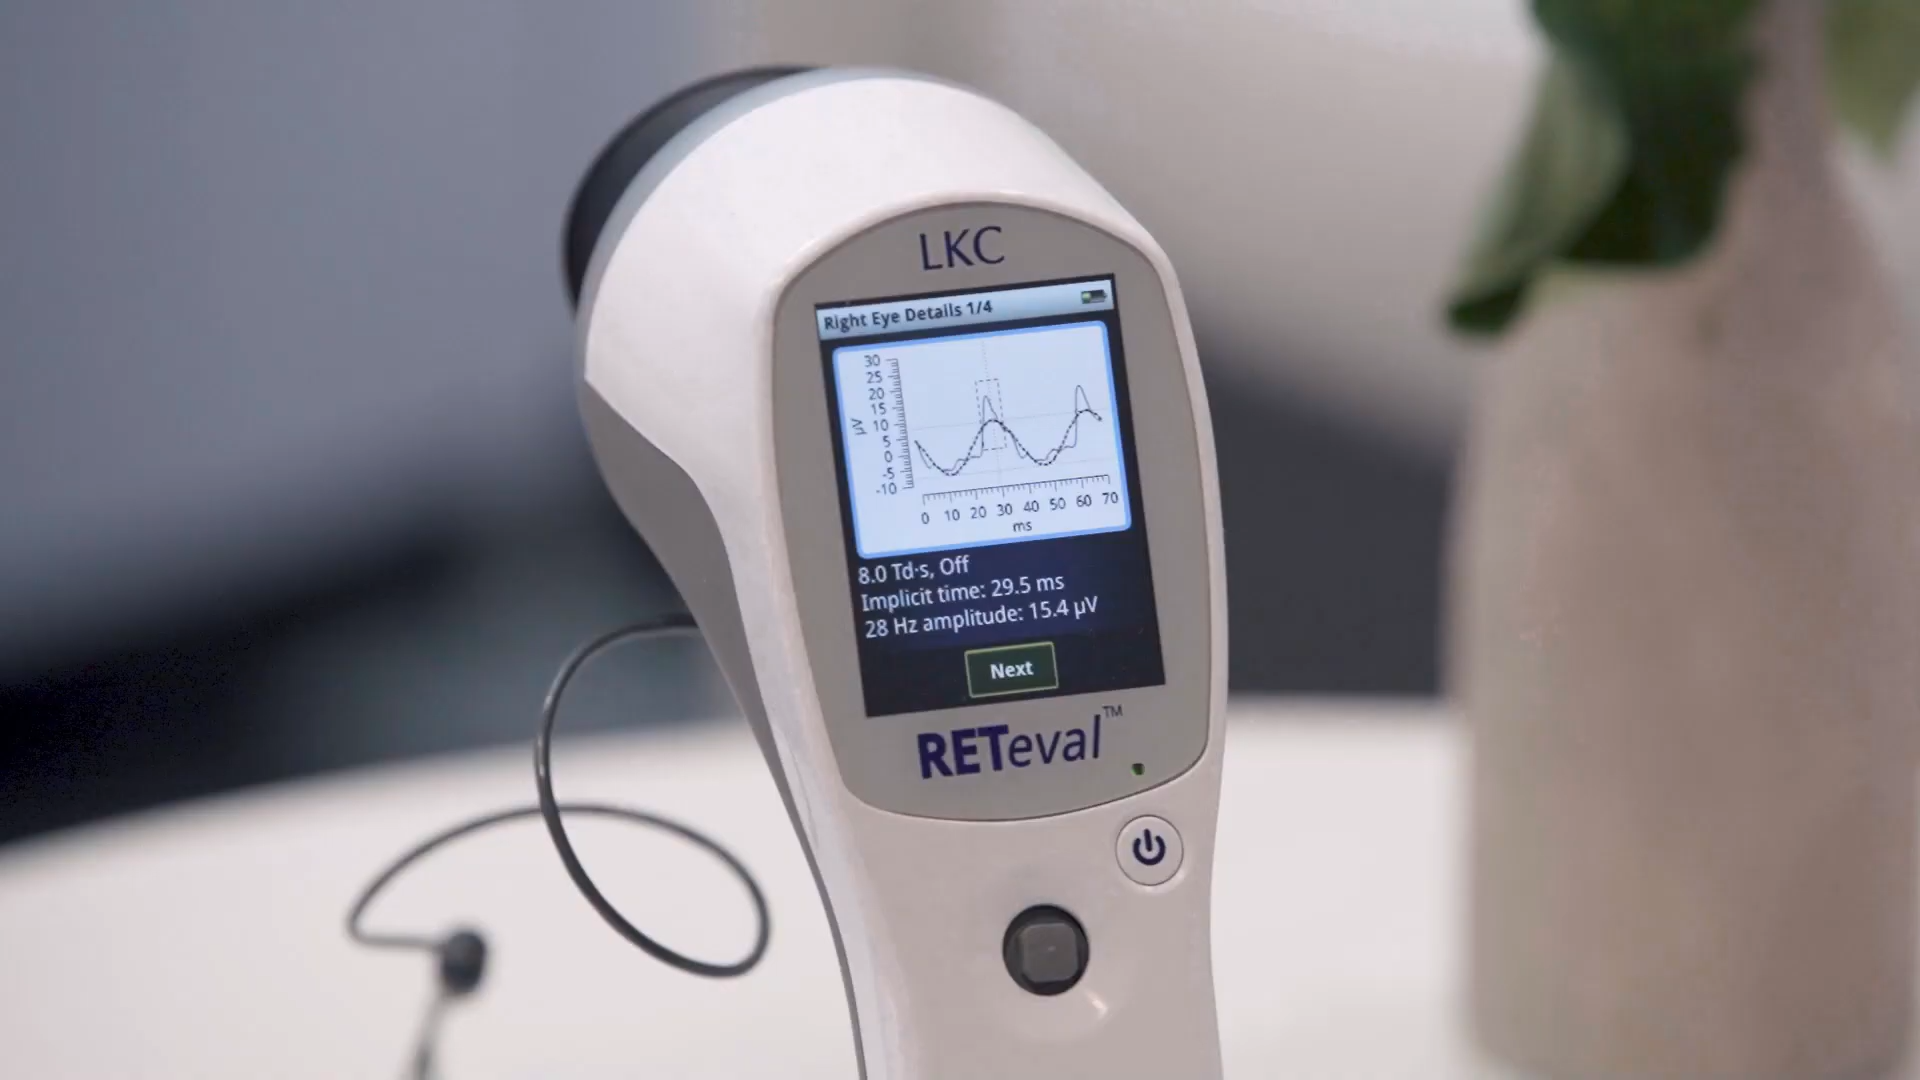 LKC
Right Eye Details 1/4
30
25
20
15
10
5
0
-5
-10
µV
0 10 20 30 40 50 60 70
ms
8.0 Td·s, Off
Implicit time: 29.5 ms
28 Hz amplitude: 15.4 µV
Next
RETeval™